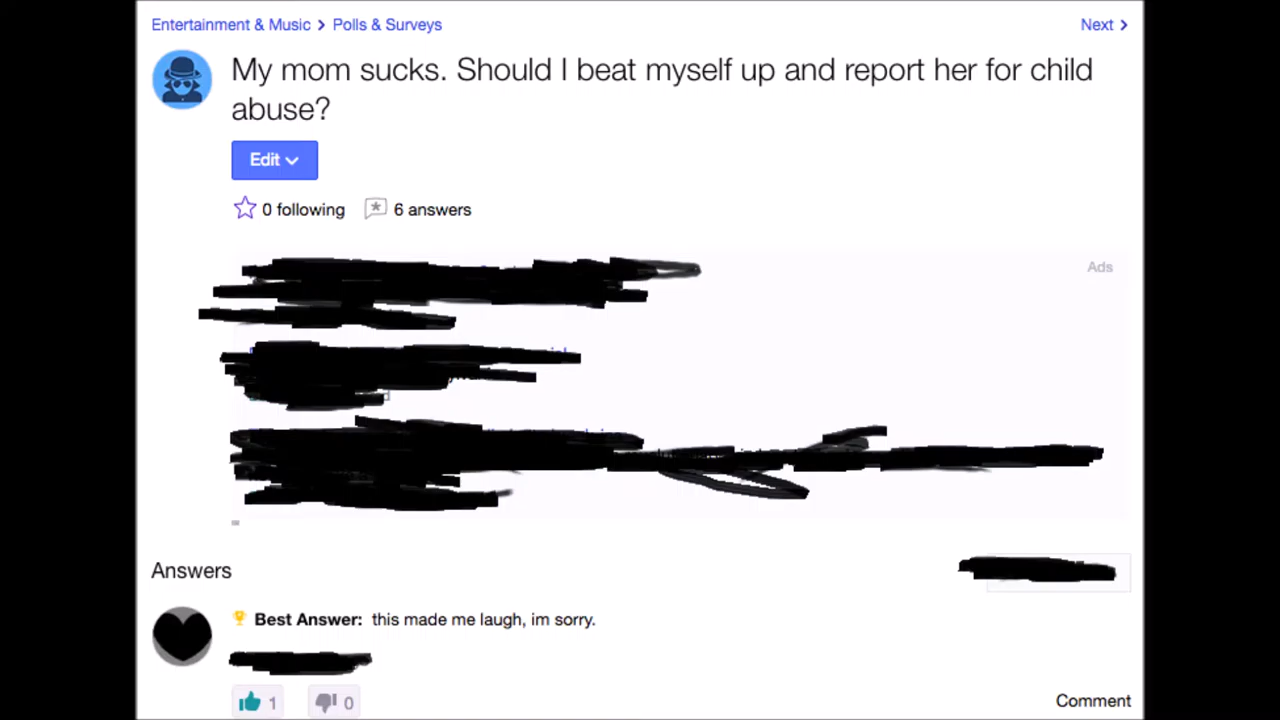 Entertainment & Music > Polls & Surveys
Next >
My mom sucks. Should I beat myself up and report her for child
abuse?
Edit
0 following 6 answers
Ads
Answers
Best Answer: this made me laugh, im sorry.
1 0
Comment